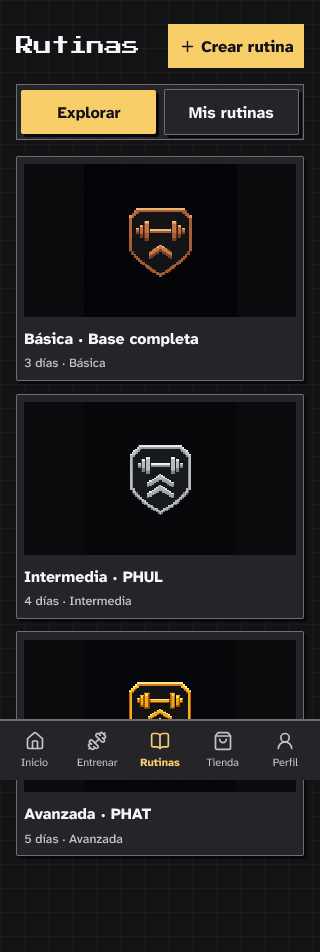 Rutinas
+ Crear rutina
Explorar
Mis rutinas
Básica · Base completa
3 días · Básica
Intermedia · PHUL
4 días · Intermedia
Inicio
Entrenar
Rutinas
Tienda
Perfil
Avanzada · PHAT
5 días · Avanzada